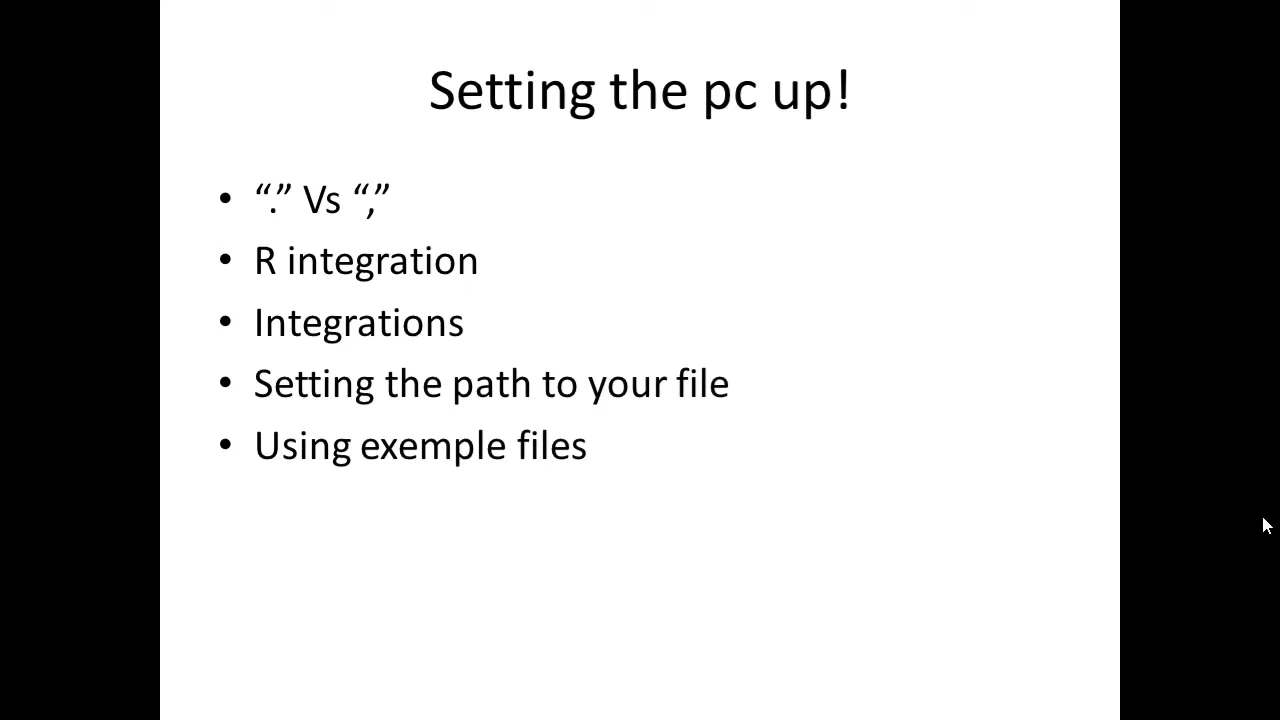 Setting the pc up!
• “.” Vs “,”
• R integration
• Integrations
• Setting the path to your file
• Using exemple files